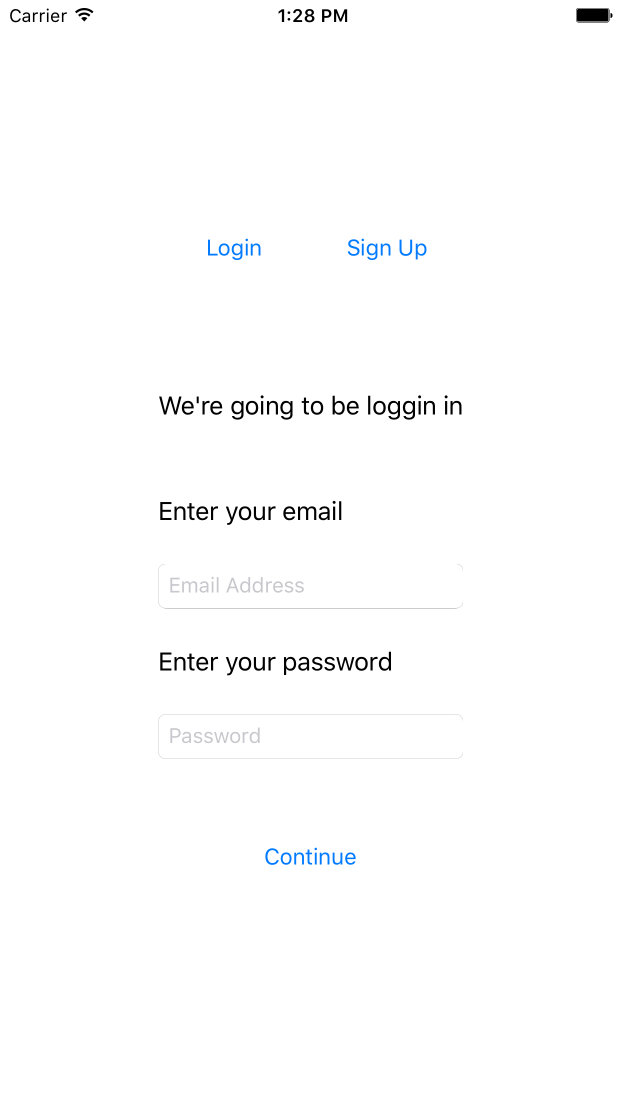 Carrier 1:28 PM
Login Sign Up
We're going to be loggin in
Enter your email
Email Address
Enter your password
Password
Continue